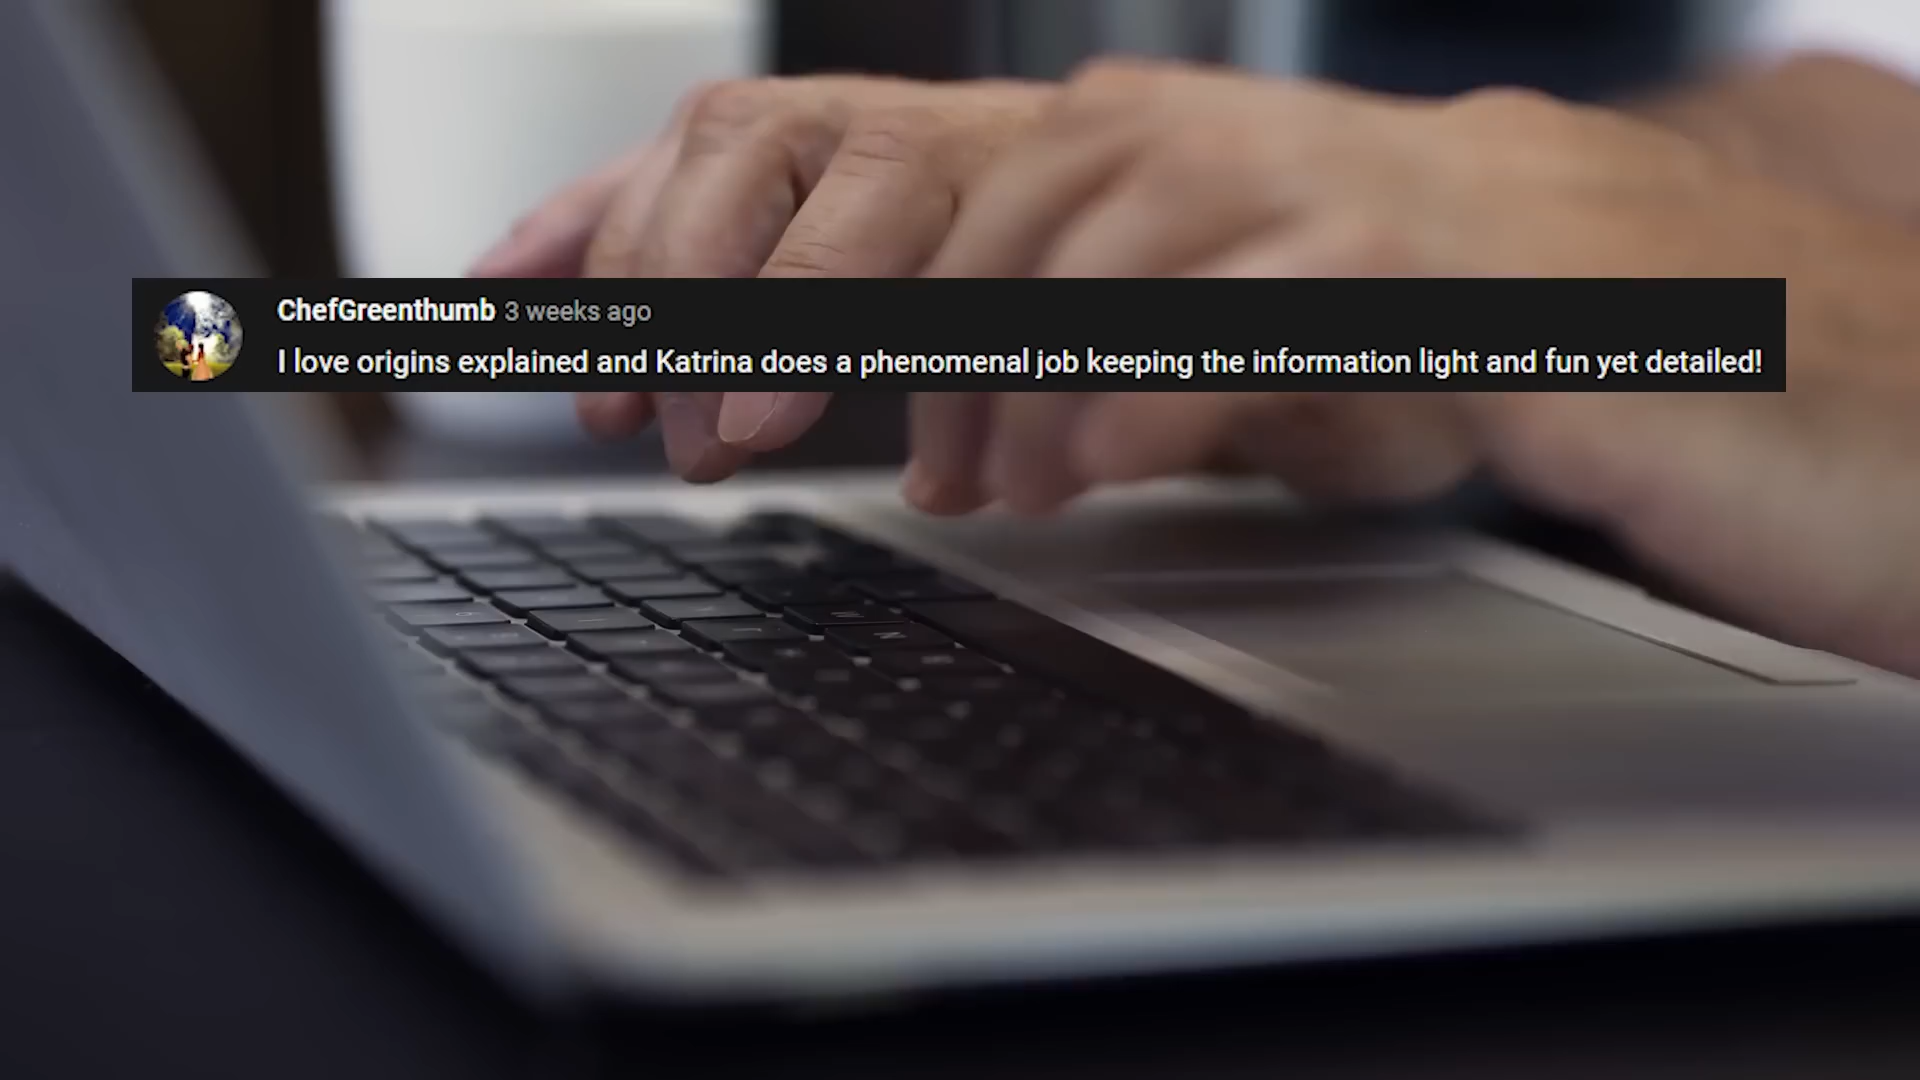 ChefGreenthumb 3 weeks ago
I love origins explained and Katrina does a phenomenal job keeping the information light and fun yet detailed!